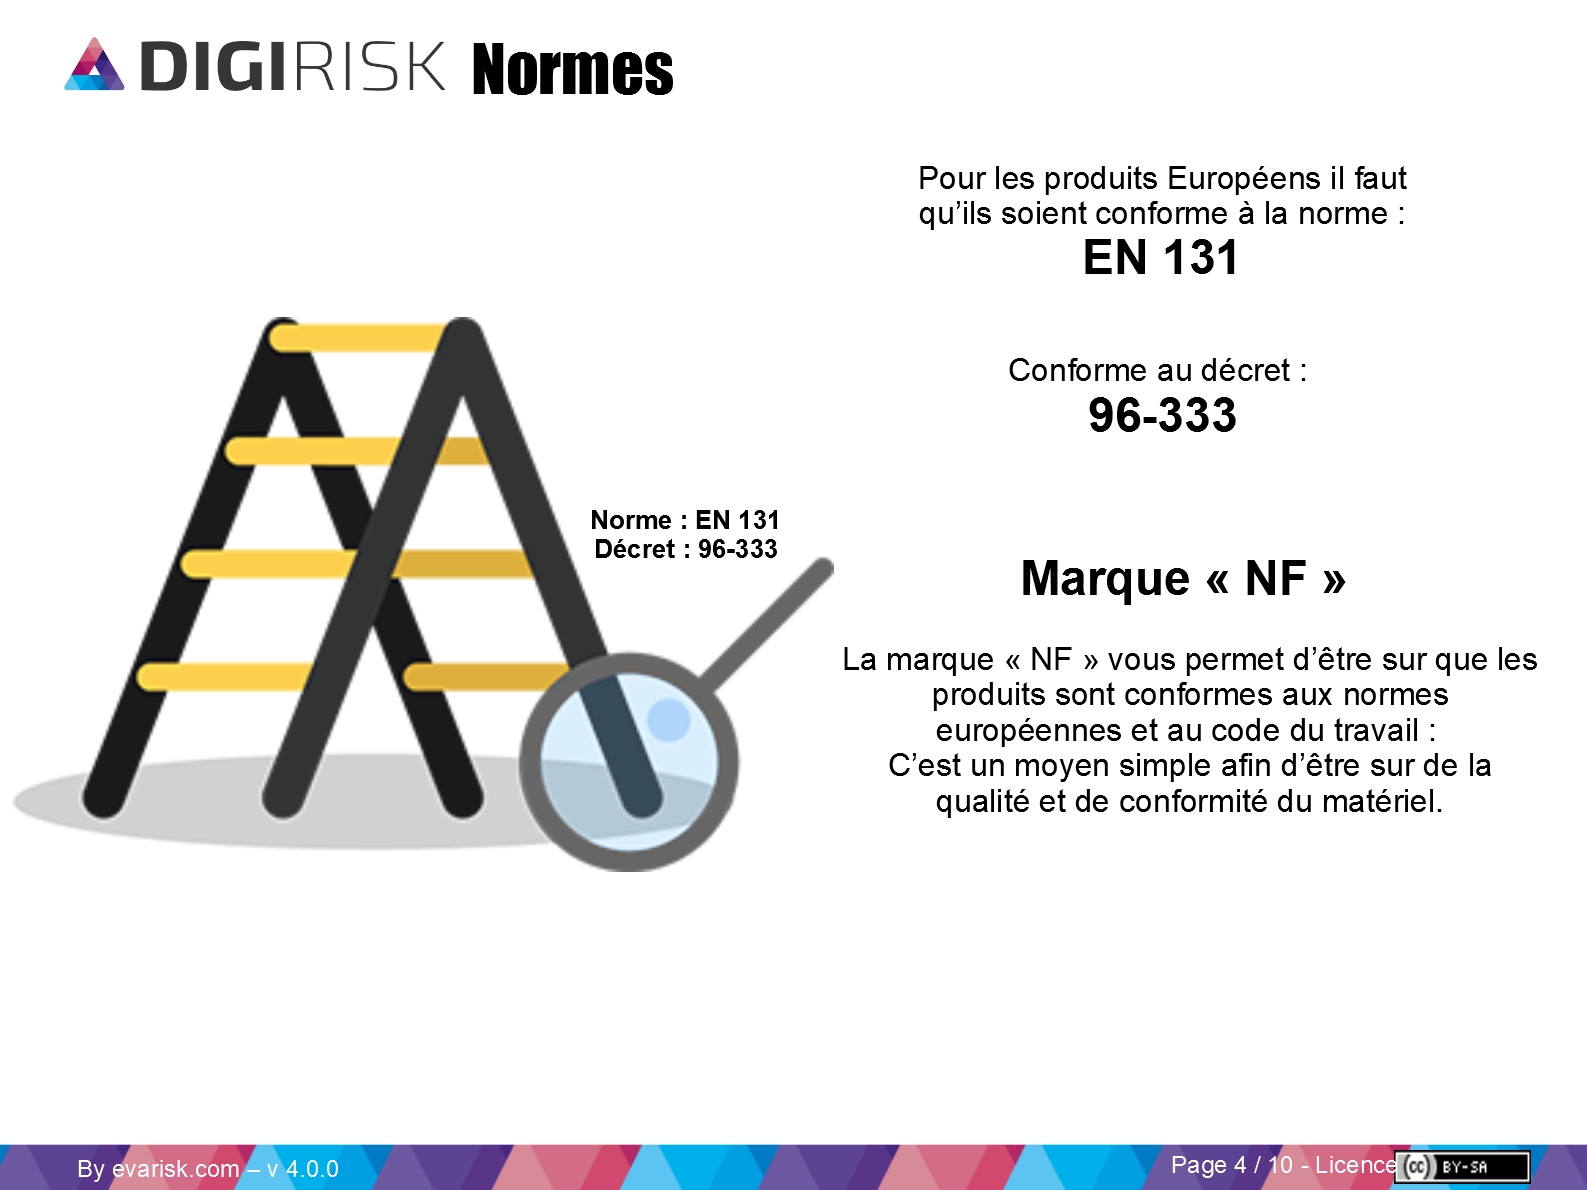 DIGIRISK Normes
Pour les produits Européens il faut
qu’ils soient conforme à la norme :
EN 131
Conforme au décret :
96-333
Norme : EN 131
Décret : 96-333
Marque « NF »
La marque « NF » vous permet d’être sur que les
produits sont conformes aux normes
européennes et au code du travail :
C’est un moyen simple afin d’être sur de la
qualité et de conformité du matériel.
By evarisk.com – v 4.0.0
Page 4 / 10 - Licence cc BY-SA